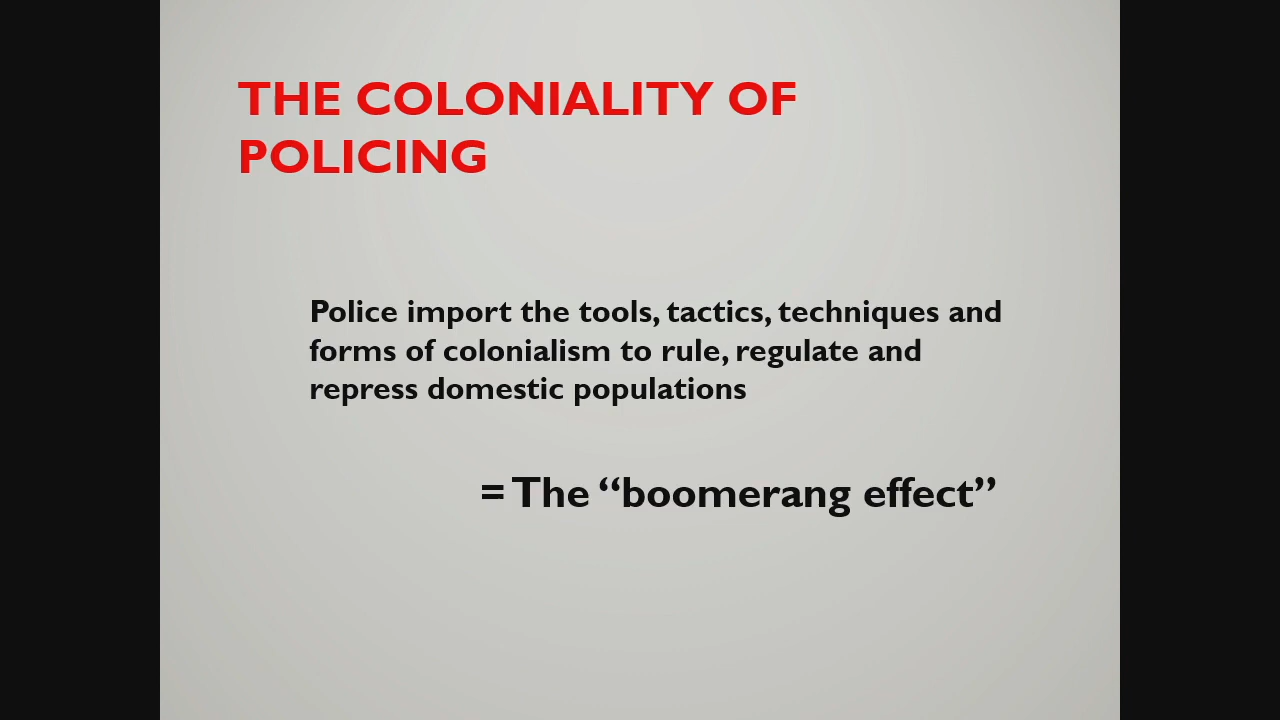 THE COLONIALITY OF
POLICING
Police import the tools, tactics, techniques and
forms of colonialism to rule, regulate and
repress domestic populations
= The “boomerang effect”